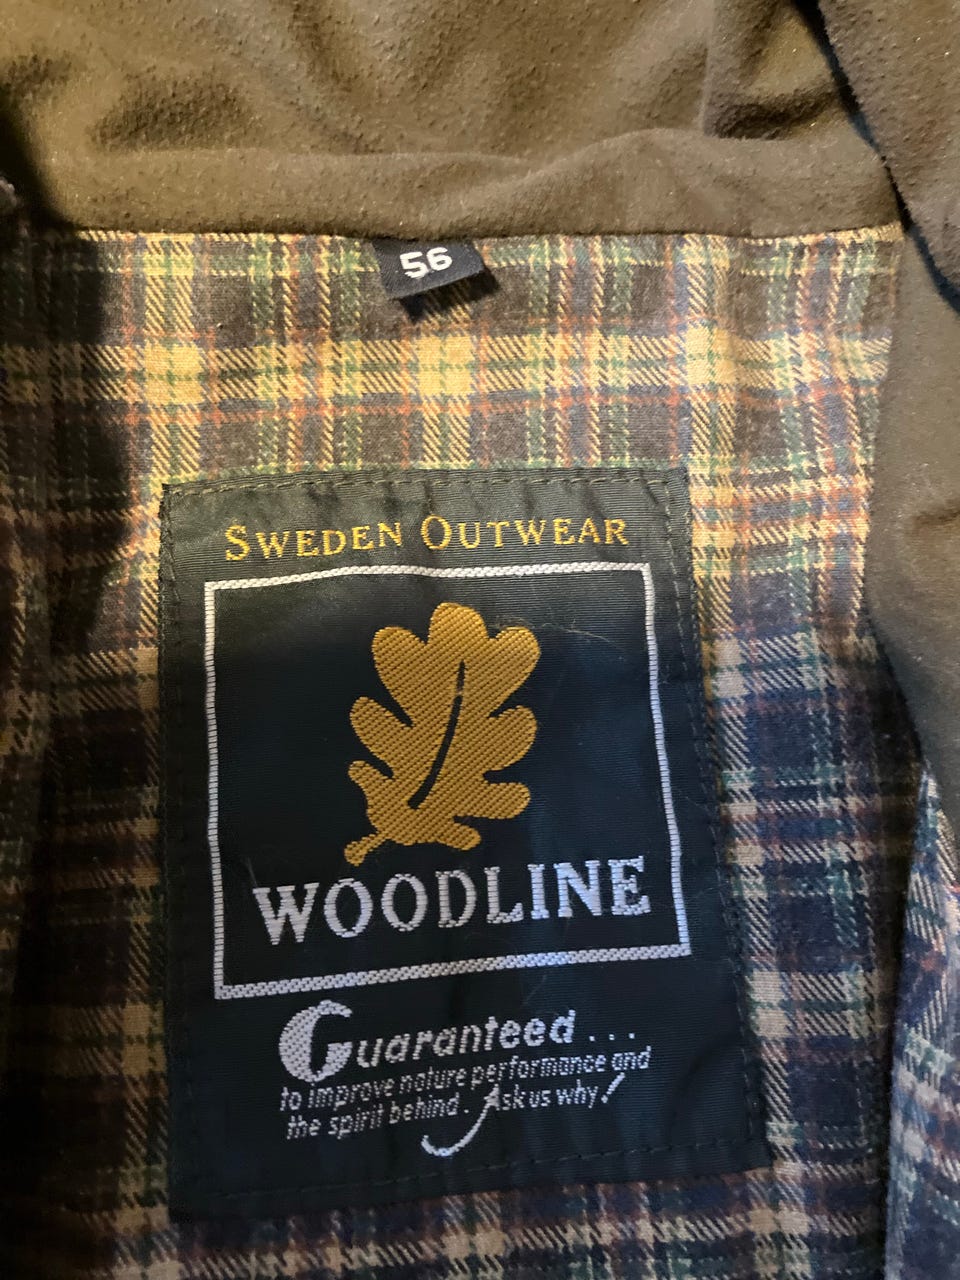 56
SWEDEN OUTWEAR
WOODLINE
Guaranteed...
to improve nature performance and
the spirit behind. Ask us why!